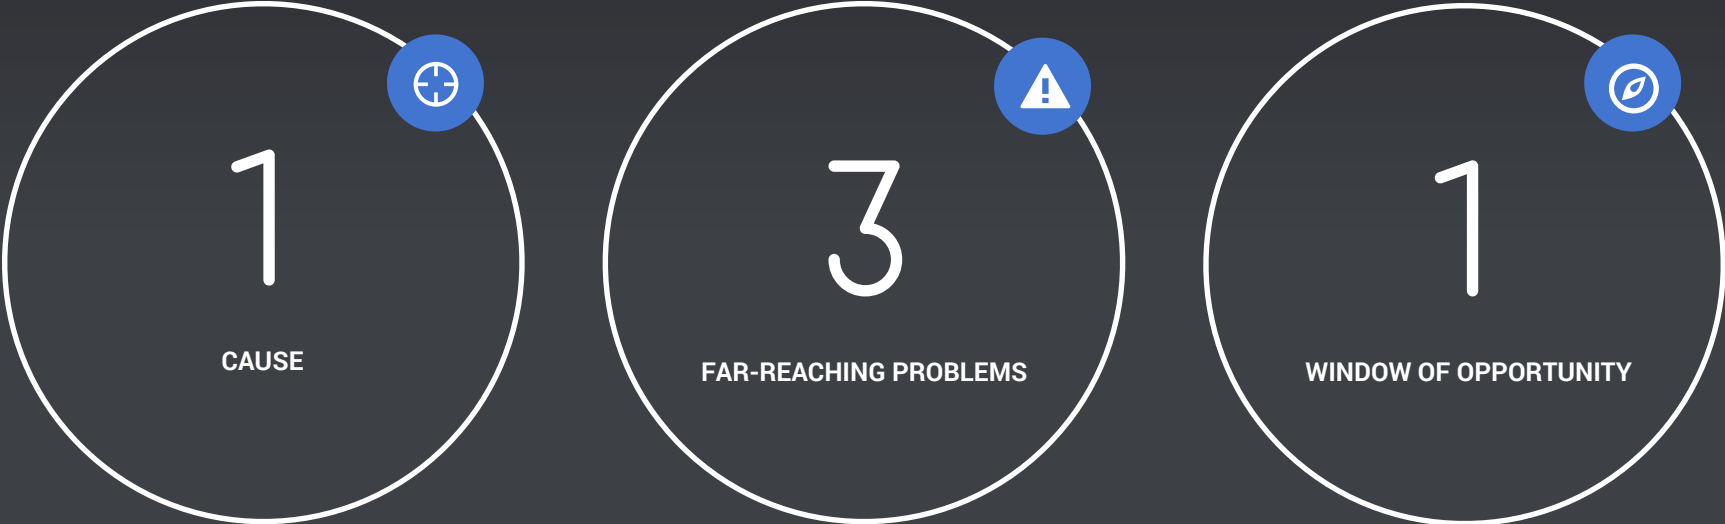 1
CAUSE
3
FAR-REACHING PROBLEMS
1
WINDOW OF OPPORTUNITY